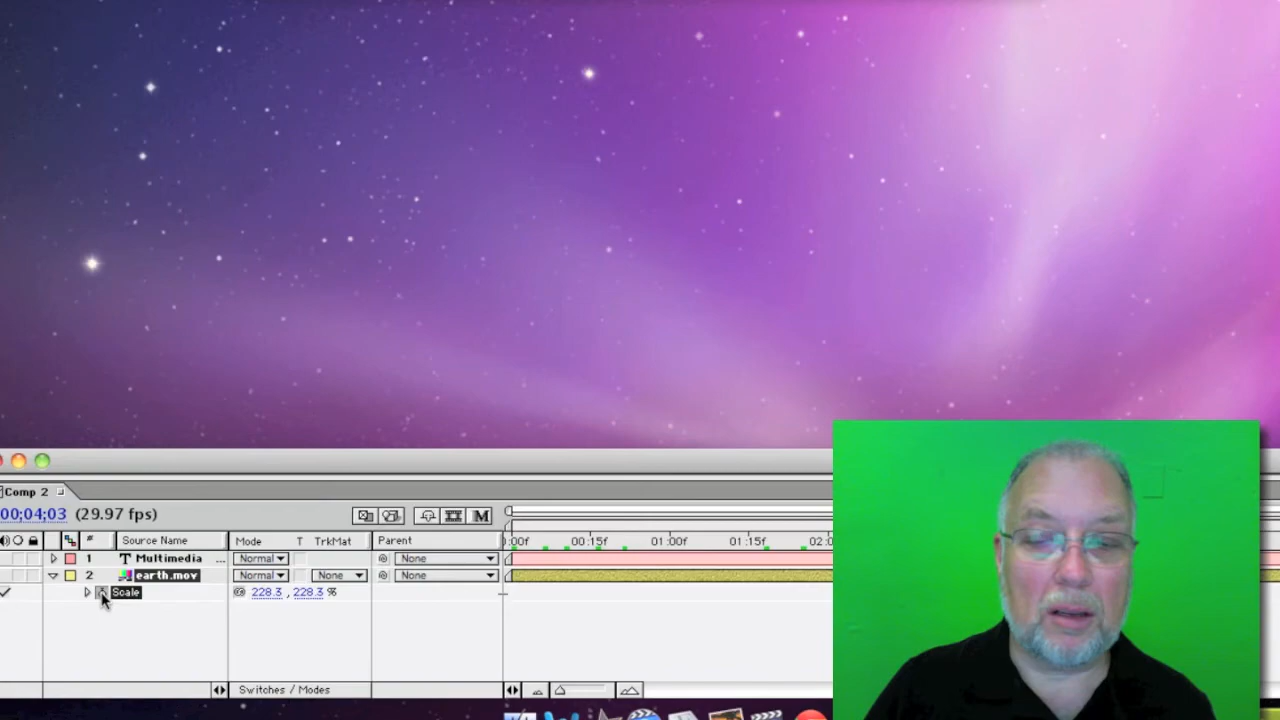 Comp 2
00;04;03 (29.97 fps)
M
# Source Name Mode T TrkMat Parent :00f 00:15f 01:00f 01:15f 02:0
1 T Multimedia ... Normal None
2 earth.mov Normal None None
Scale 228.3 , 228.3 %
Switches / Modes